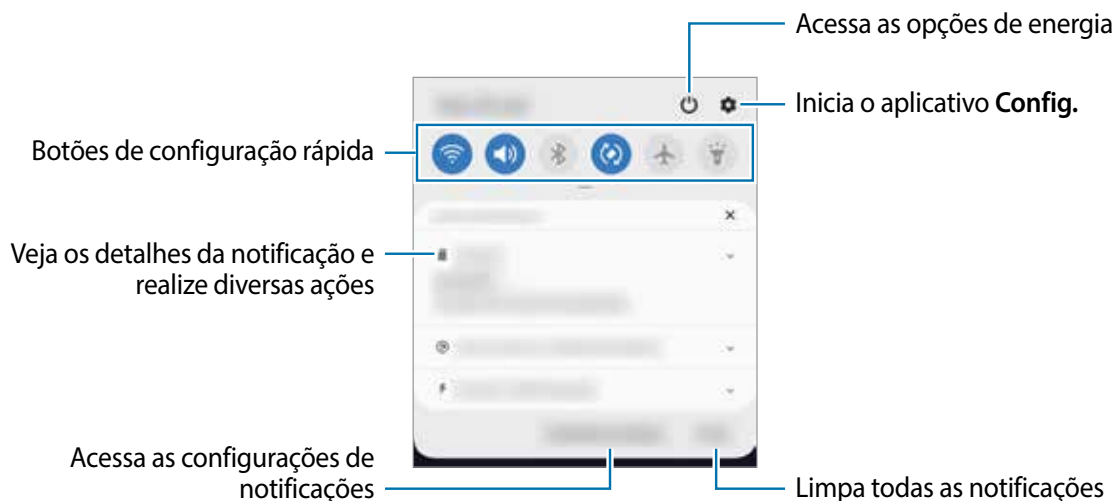 Acessa as opções de energia
Inicia o aplicativo Config.
Botões de configuração rápida
Veja os detalhes da notificação e
realize diversas ações
Acessa as configurações de
notificações
Limpa todas as notificações